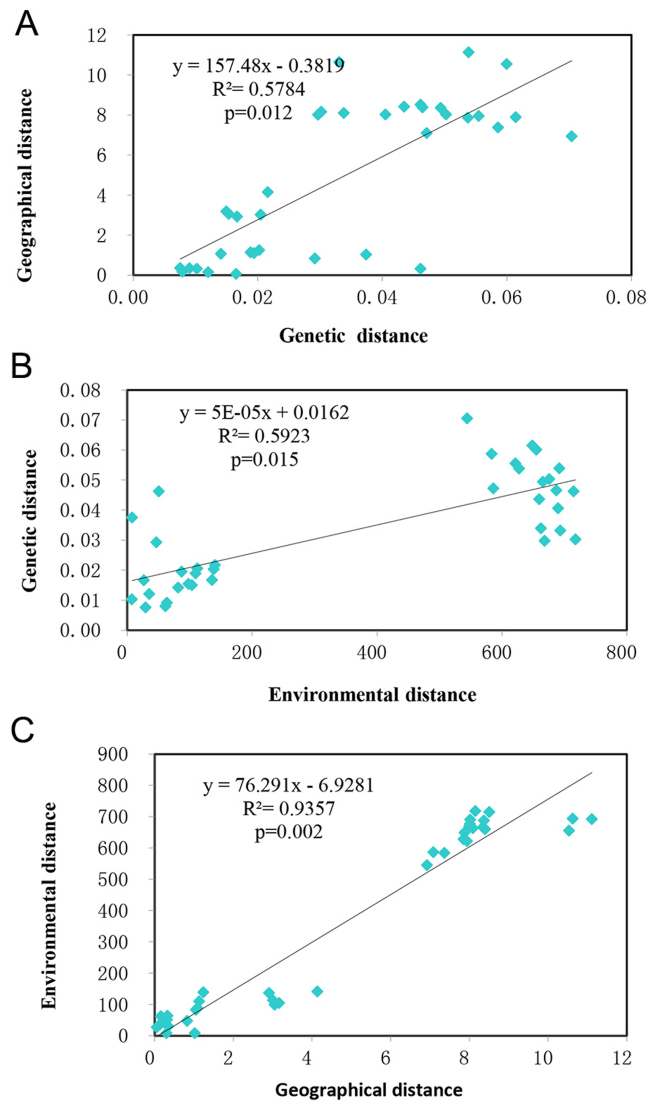 A
12
10
8
6
4
2
0
0.00 0.02 0.04 0.06 0.08
Geographical distance
Genetic distance
y = 157.48x - 0.3819
R²= 0.5784
p=0.012
B
0.08
0.07
0.06
0.05
0.04
0.03
0.02
0.01
0.00
0 200 400 600 800
Genetic distance
Environmental distance
y = 5E-05x + 0.0162
R²= 0.5923
p=0.015
C
900
800
700
600
500
400
300
200
100
0
0 2 4 6 8 10 12
Environmental distance
Geographical distance
y = 76.291x - 6.9281
R²= 0.9357
p=0.002